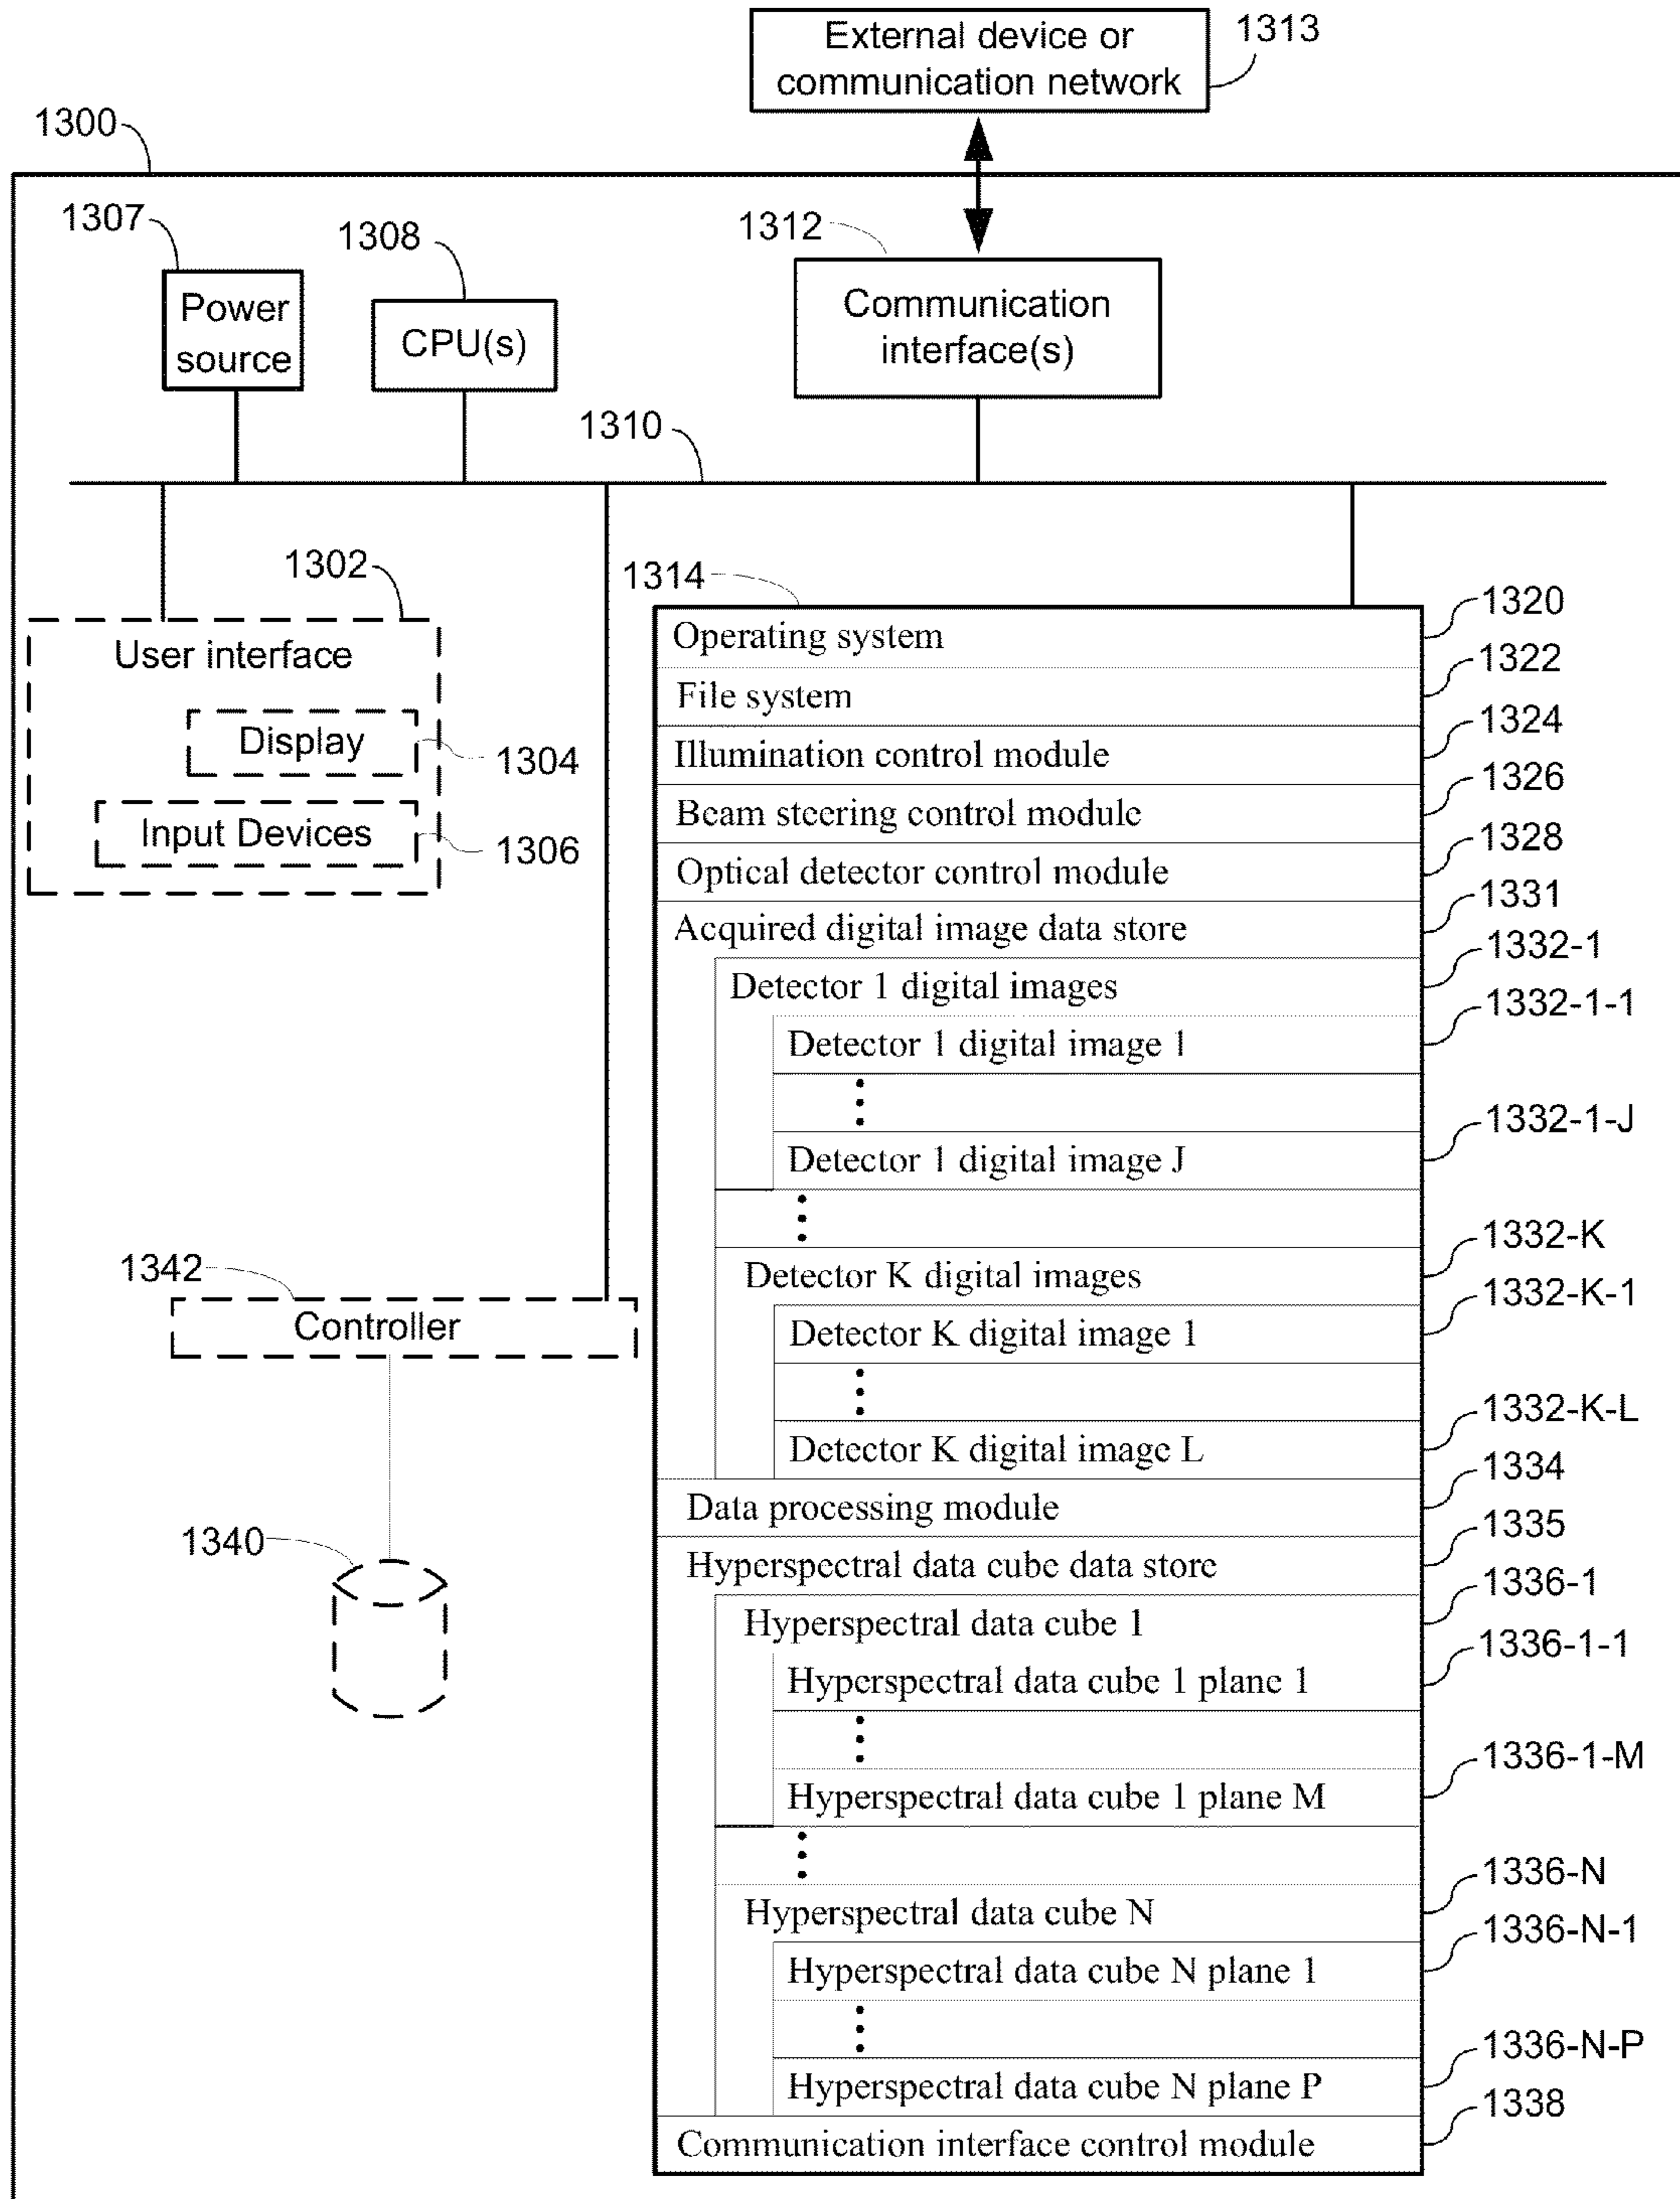 External device or
communication network
1313
1300
1307
1308
1312
Power
source
CPU(s)
Communication
interface(s)
1310
1302
User interface
Display
1304
Input Devices
1306
1314
Operating system
1320
File system
1322
Illumination control module
1324
Beam steering control module
1326
Optical detector control module
1328
Acquired digital image data store
1331
Detector 1 digital images
1332-1
Detector 1 digital image 1
1332-1-1
Detector 1 digital image J
1332-1-J
Detector K digital images
1332-K
Detector K digital image 1
1332-K-1
Detector K digital image L
1332-K-L
1342
Controller
1340
Data processing module
1334
Hyperspectral data cube data store
1335
Hyperspectral data cube 1
1336-1
Hyperspectral data cube 1 plane 1
1336-1-1
Hyperspectral data cube 1 plane M
1336-1-M
Hyperspectral data cube N
1336-N
Hyperspectral data cube N plane 1
1336-N-1
Hyperspectral data cube N plane P
1336-N-P
Communication interface control module
1338